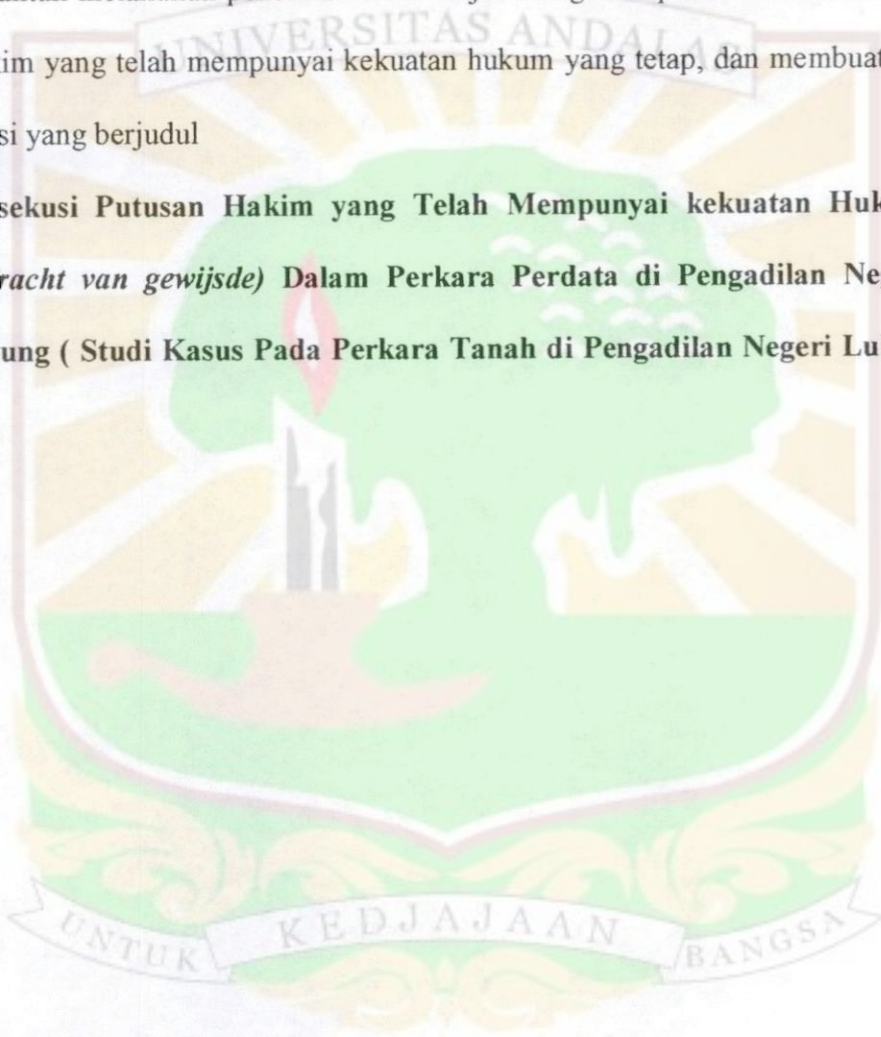 UNIVERSITAS ANDALAS
yang telah mempunyai kekuatan hukum yang tetap, dan membuat
si yang berjudul
sekusi Putusan Hakim yang Telah Mempunyai kekuatan Huk
racht van gewijsde) Dalam Perkara Perdata di Pengadilan Ne
ung ( Studi Kasus Pada Perkara Tanah di Pengadilan Negeri Lu
UNTUK KEDJAJAAN BANGSA